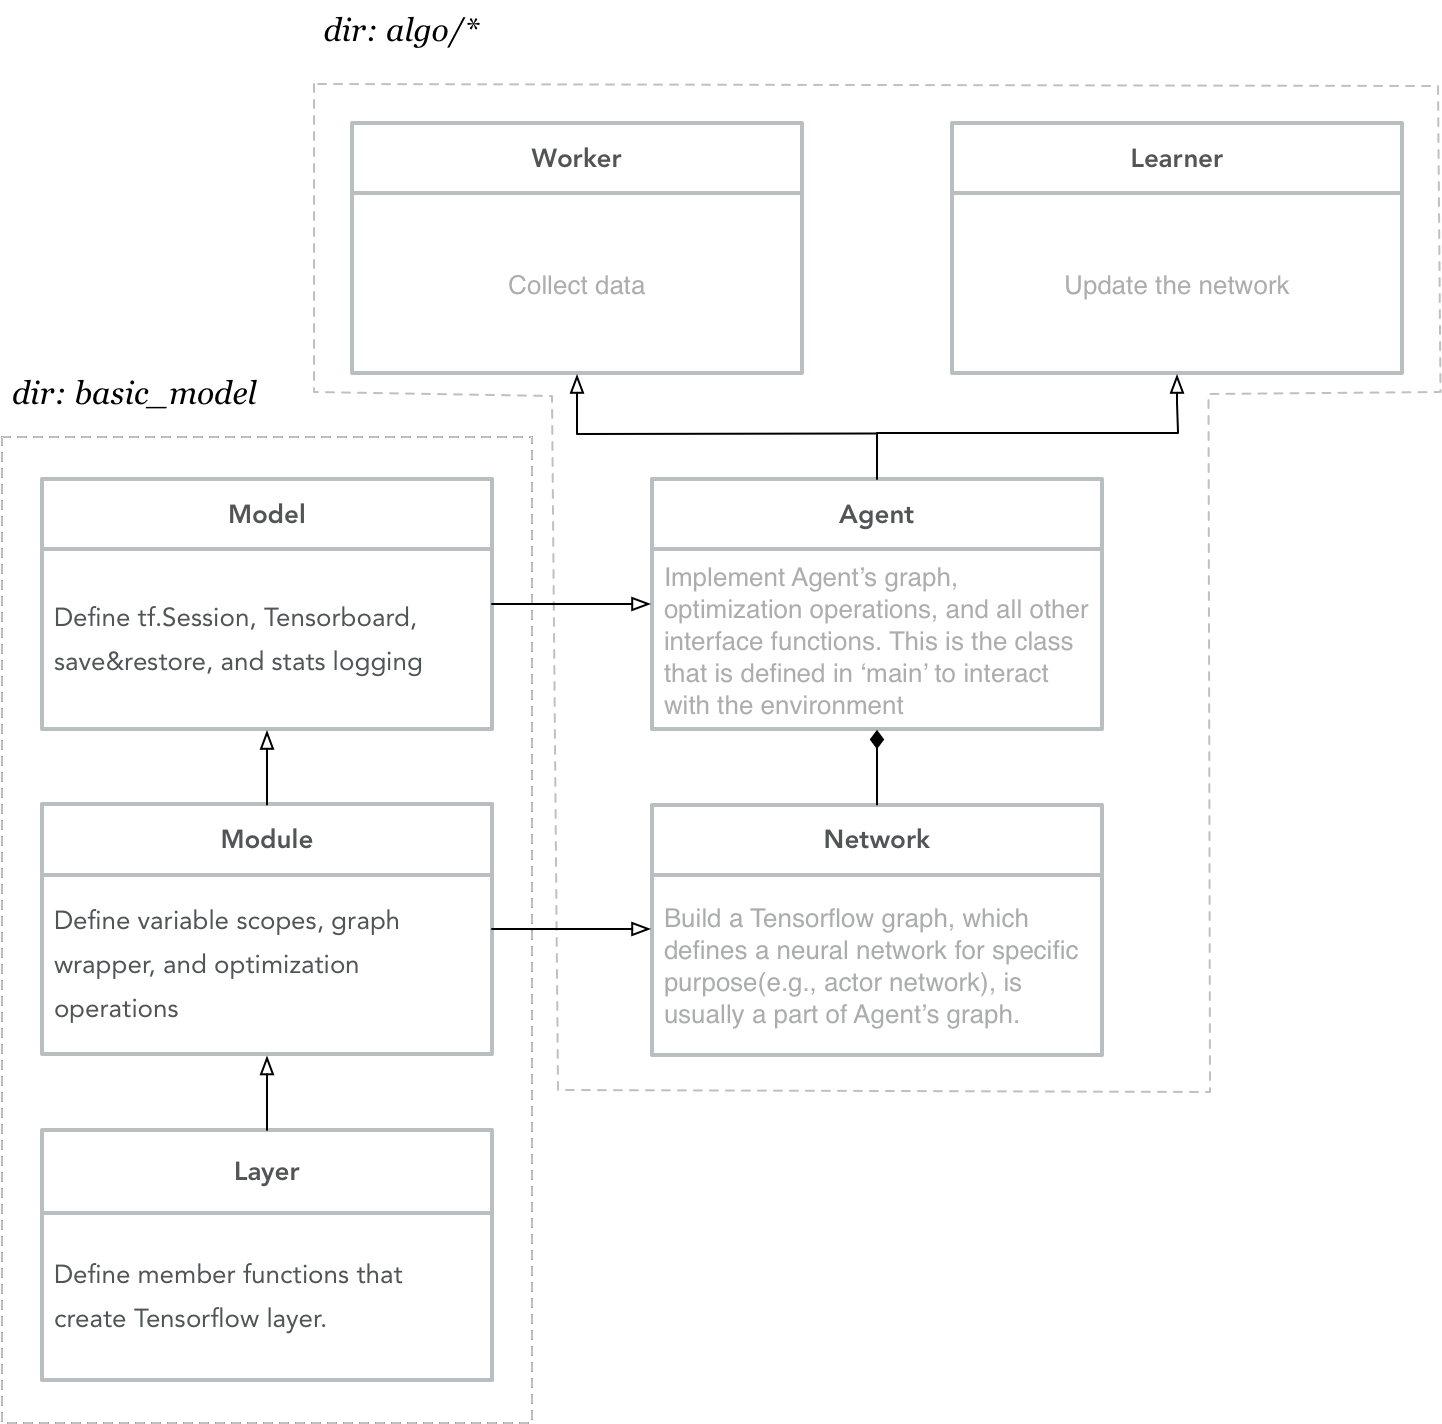 dir: algo/*
Worker
Collect data
Learner
Update the network
dir: basic_model
Model
Define tf.Session, Tensorboard,
save&restore, and stats logging
Agent
Implement Agent’s graph,
optimization operations, and all other
interface functions. This is the class
that is defined in ‘main’ to interact
with the environment
Module
Define variable scopes, graph
wrapper, and optimization
operations
Network
Build a Tensorflow graph, which
defines a neural network for specific
purpose(e.g., actor network), is
usually a part of Agent’s graph.
Layer
Define member functions that
create Tensorflow layer.